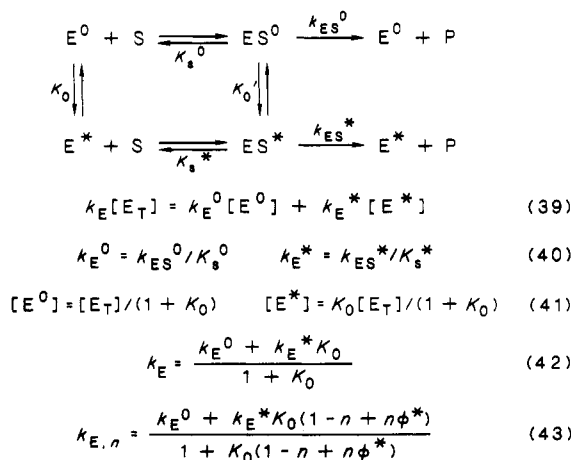 E⁰ + S ⇌ ES⁰ → E⁰ + P
K_s⁰ k_ES⁰
K₀ K₀'
E* + S ⇌ ES* → E* + P
K_s* k_ES*
k_E[E_T] = k_E⁰[E⁰] + k_E*[E*] (39)
k_E⁰ = k_ES⁰/K_s⁰ k_E* = k_ES*/K_s* (40)
[E⁰]=[E_T]/(1 + K₀) [E*]=K₀[E_T]/(1 + K₀) (41)
k_E = (k_E⁰ + k_E*K₀)/(1 + K₀) (42)
k_E,n = (k_E⁰ + k_E*K₀(1-n + nϕ*))/(1 + K₀(1-n + nϕ*)) (43)